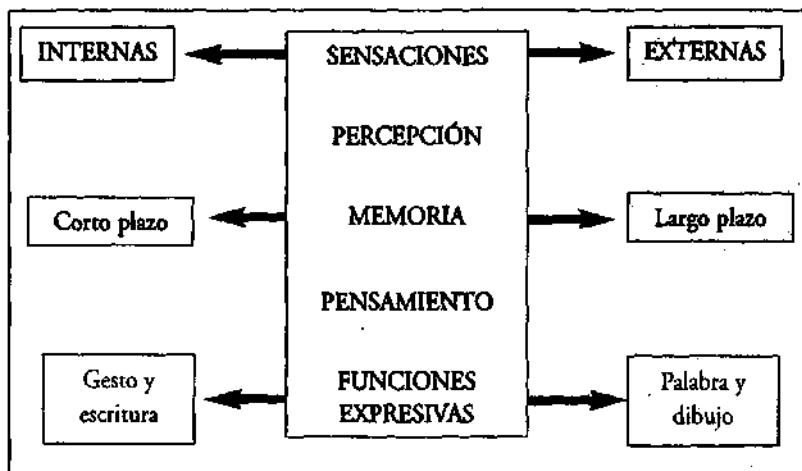 INTERNAS
SENSACIONES
EXTERNAS
PERCEPCIÓN
Corto plazo
MEMORIA
Largo plazo
PENSAMIENTO
Gesto y
escritura
FUNCIONES
EXPRESIVAS
Palabra y
dibujo